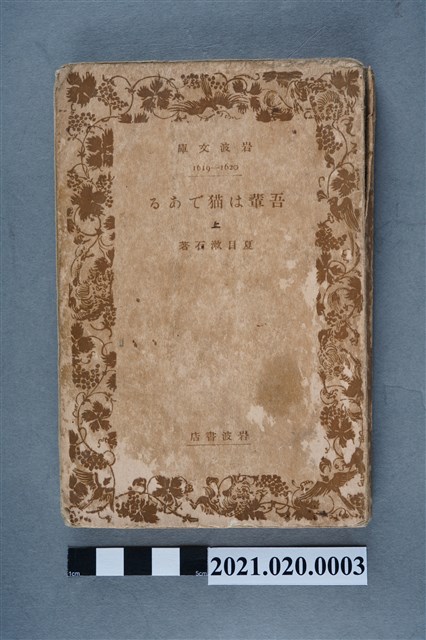 岩波文庫
1619—1620
吾輩は猫である
上
夏目漱石著
岩波書店
1cm 5cm
2021.020.0003